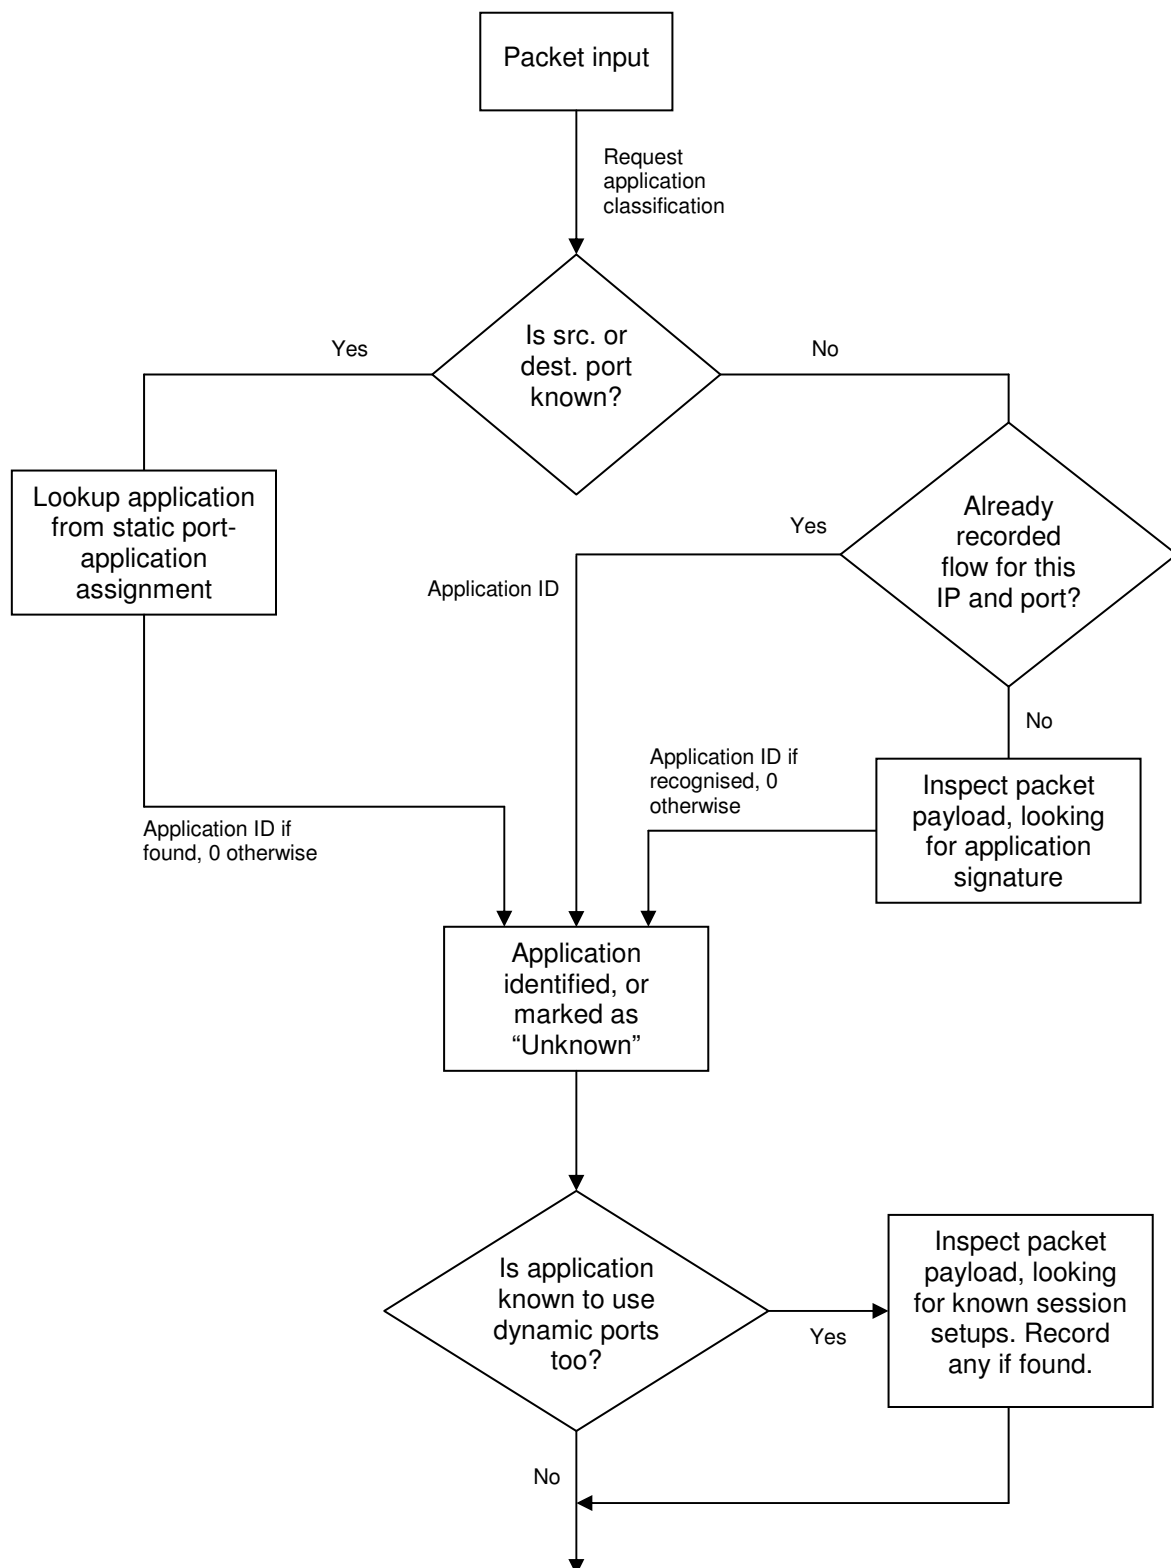 Packet input
Request
application
classification
Is src. or
dest. port
known?
Yes
No
Lookup application
from static port-
application
assignment
Already
recorded
flow for this
IP and port?
Yes
Application ID
No
Application ID if
recognised, 0
otherwise
Inspect packet
payload, looking
for application
signature
Application ID if
found, 0 otherwise
Application
identified, or
marked as
“Unknown”
Is application
known to use
dynamic ports
too?
Yes
Inspect packet
payload, looking
for known session
setups. Record
any if found.
No